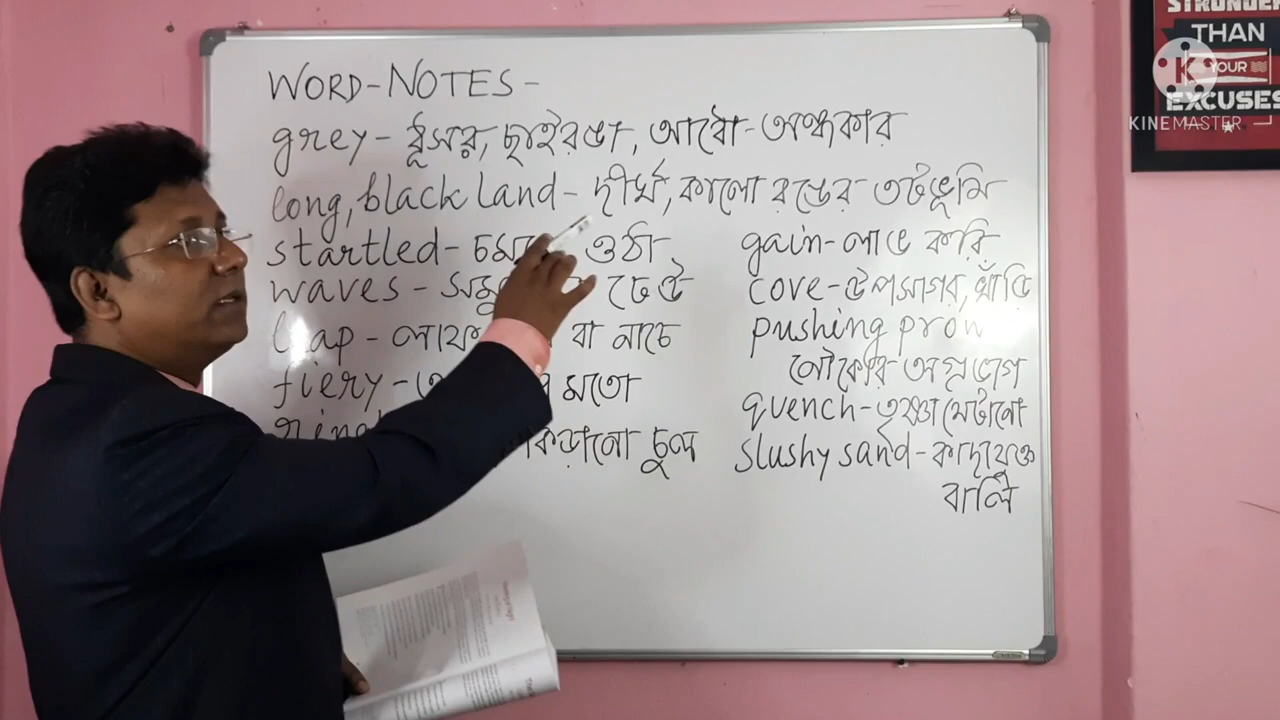 WORD-NOTES-
grey - ধূসর, ছাইরঙা, আধো-অন্ধকার
long, black land - দীর্ঘ, কালো রঙের তটভূমি
startled - ওঠা
waves - ঢেউ
leap - বা নাচে
fiery - মতো
চুল
gain - লাভ করি
cove - উপসাগর, খাঁড়ি
pushing prow
নৌকোর অগ্রভাগ
quench - তৃষ্ণা মেটানো
slushy sand - কাদাযুক্ত
বালি
STRONGER
THAN
YOUR
EXCUSES
K
KINEMASTER